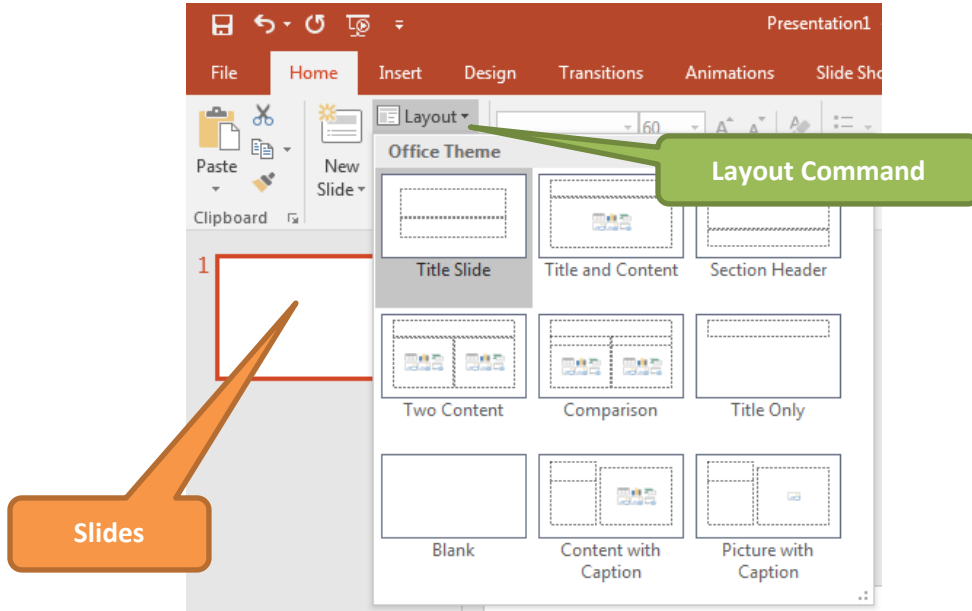 Presentation1
File Home Insert Design Transitions Animations Slide Sho
Layout
60
Paste
New
Slide
Clipboard
Office Theme
Layout Command
Title Slide
Title and Content
Section Header
1
Two Content
Comparison
Title Only
Slides
Blank
Content with
Caption
Picture with
Caption